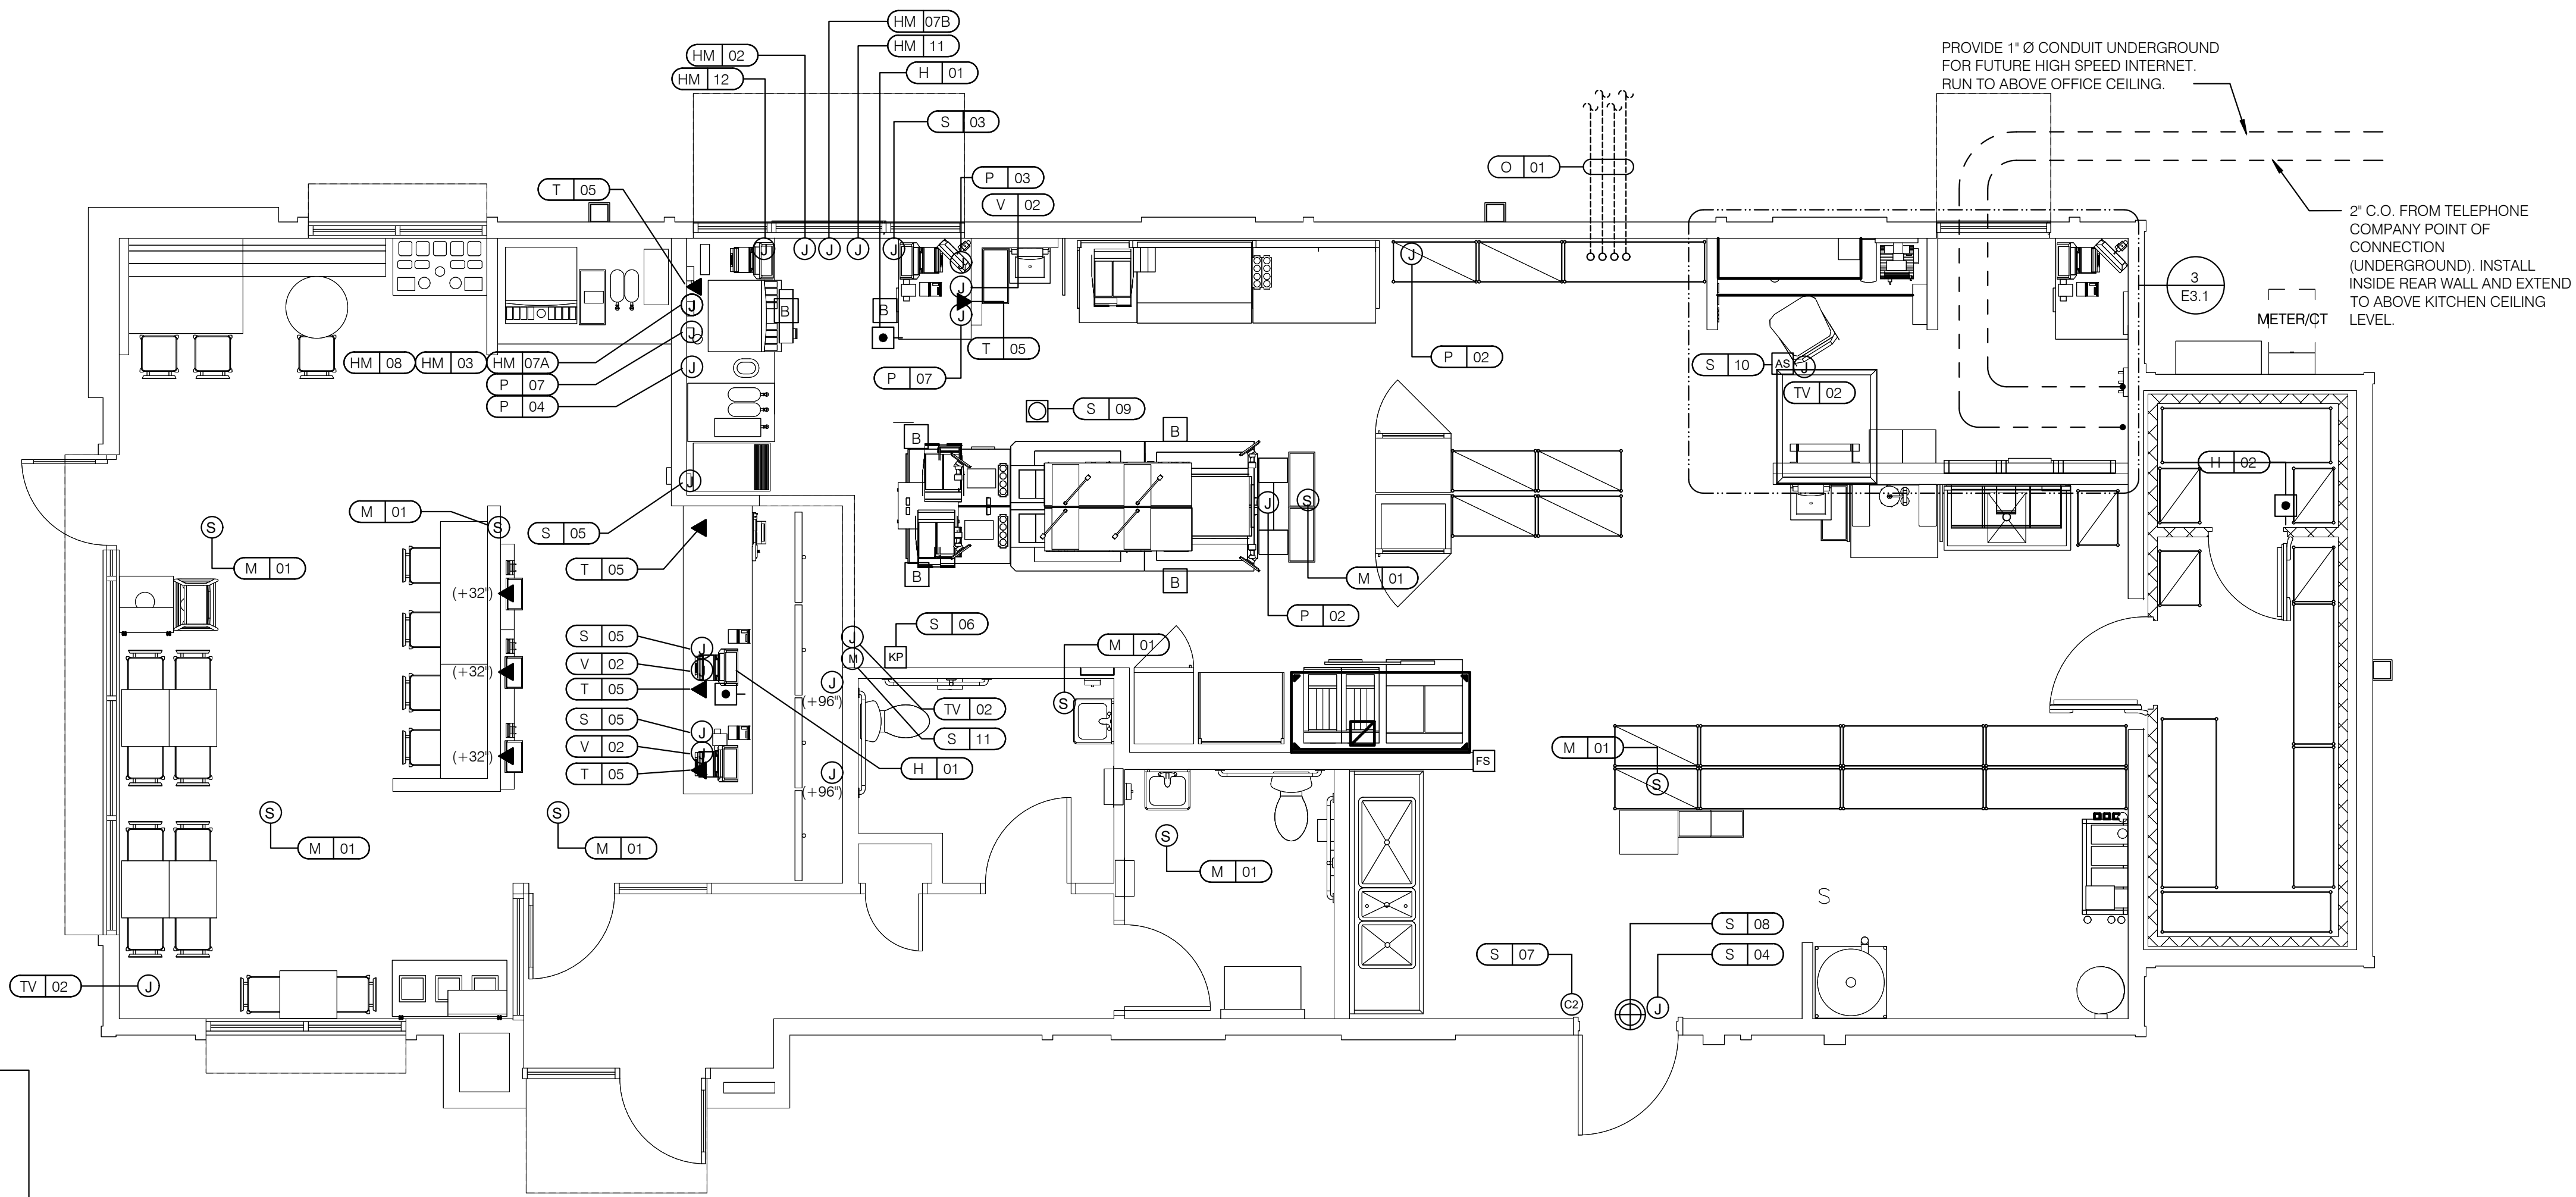 HM 07B
HM 11
HM 02
HM 12
H 01
S 03
P 03
V 02
T 05
O 01
PROVIDE 1" Ø CONDUIT UNDERGROUND
FOR FUTURE HIGH SPEED INTERNET.
RUN TO ABOVE OFFICE CEILING.
2" C.O. FROM TELEPHONE
COMPANY POINT OF
CONNECTION
(UNDERGROUND). INSTALL
INSIDE REAR WALL AND EXTEND
TO ABOVE KITCHEN CEILING
LEVEL.
3
E3.1
METER/CT
J
J
J
J
J
J
J
J
J
J
J
J
J
B
B
T 05
HM 08 HM 03 HM 07A
P 07
P 04
P 07
P 02
S 10
AS
J
TV 02
S 09
B
B
B
B
H 02
J
S
J
M 01
S
S 05
S
M 01
T 05
M 01
P 02
(+32")
(+32")
(+32")
S 06
KP
S 05
V 02
T 05
S 05
V 02
T 05
J
J
J
J
J
M
J
(+96")
J
(+96")
TV 02
S 11
H 01
M 01
S
FS
M 01
S
S
M 01
S
M 01
S
M 01
S
S 08
S 04
S 07
C2
J
TV 02
J